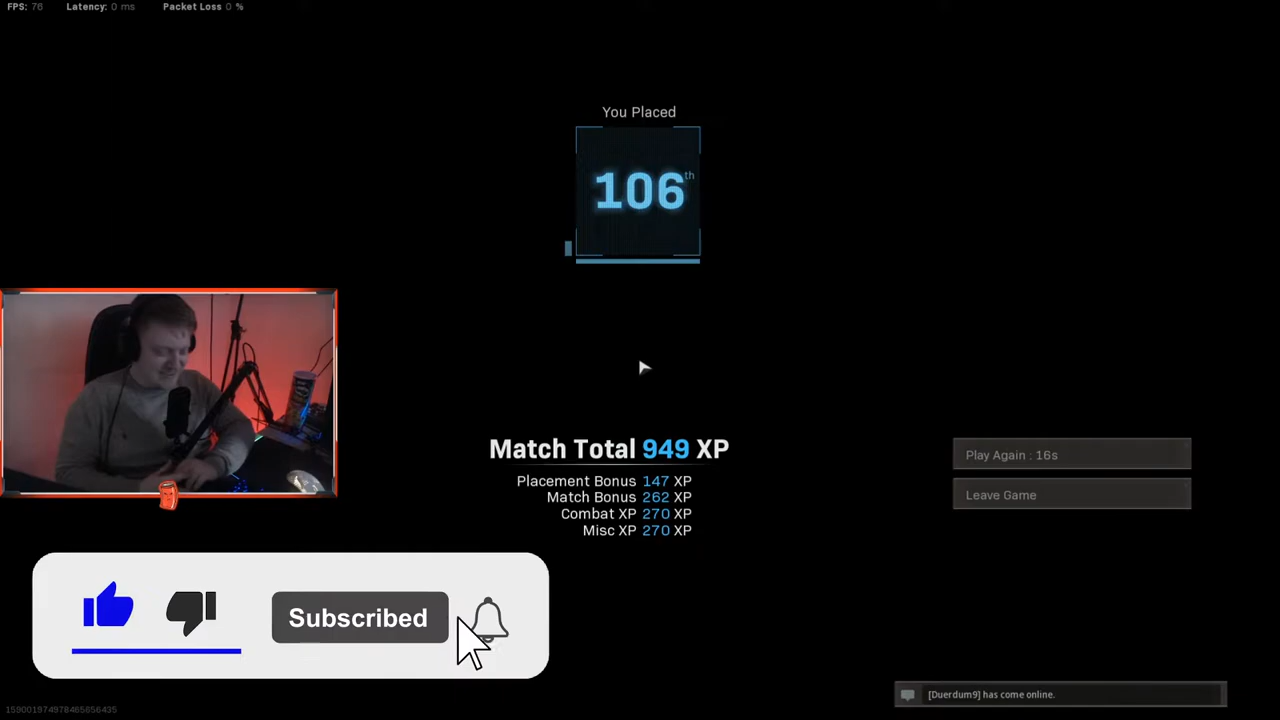 FPS: 76 Latency: 0 ms Packet Loss 0 %
You Placed
106th
Match Total 949 XP
Placement Bonus 147 XP
Match Bonus 262 XP
Combat XP 270 XP
Misc XP 270 XP
Play Again : 16s
Leave Game
Subscribed
[Duerdum9] has come online.